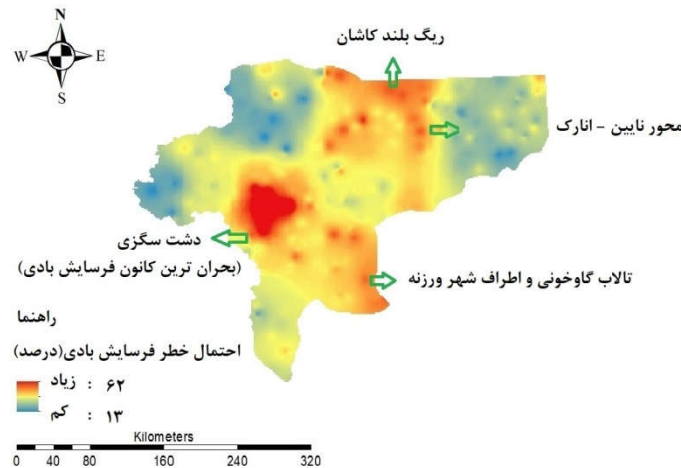 N
W E
S
ریگ بلند کاشان
محور نایین - انارک
دشت سگزی
(بحران ترین کانون فرسایش بادی)
تالاب گاوخونی و اطراف شهر ورزنه
راهنما
احتمال خطر فرسایش بادی(درصد)
زیاد : ۶۲
کم : ۱۳
Kilometers
0 40 80 160 240 320